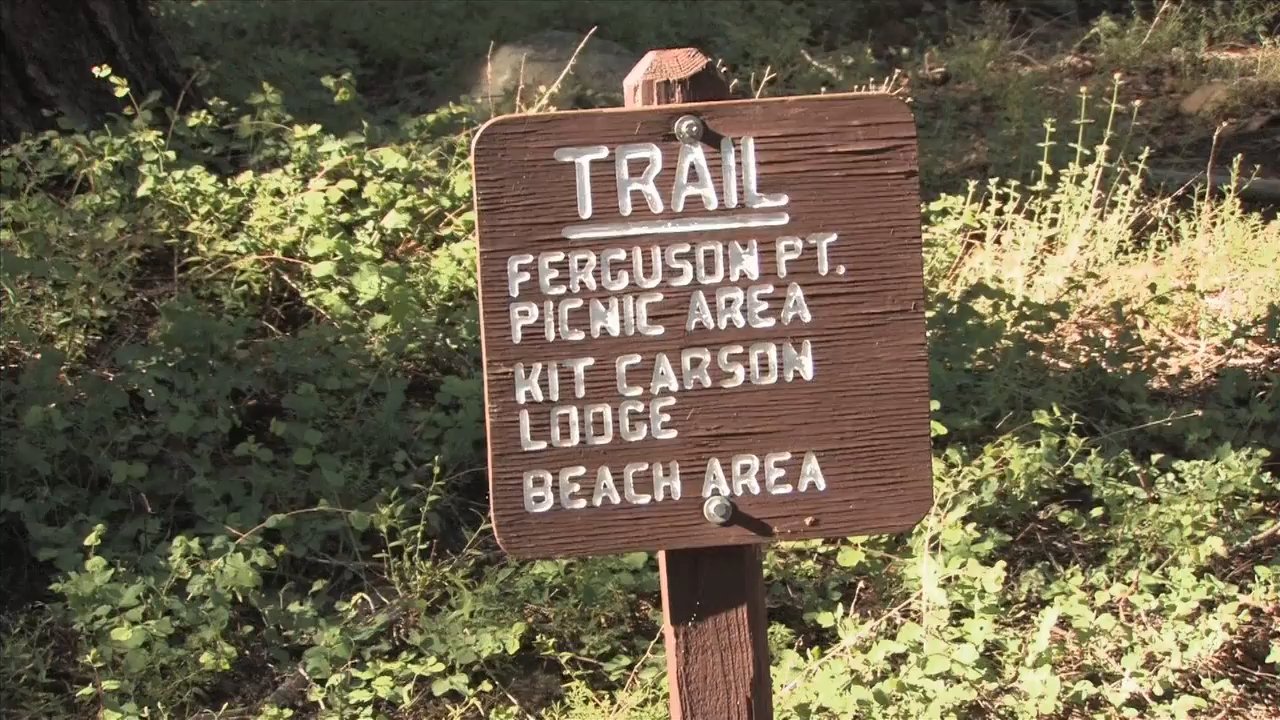 TRAIL
FERGUSON PT.
PICNIC AREA
KIT CARSON
LODGE
BEACH AREA